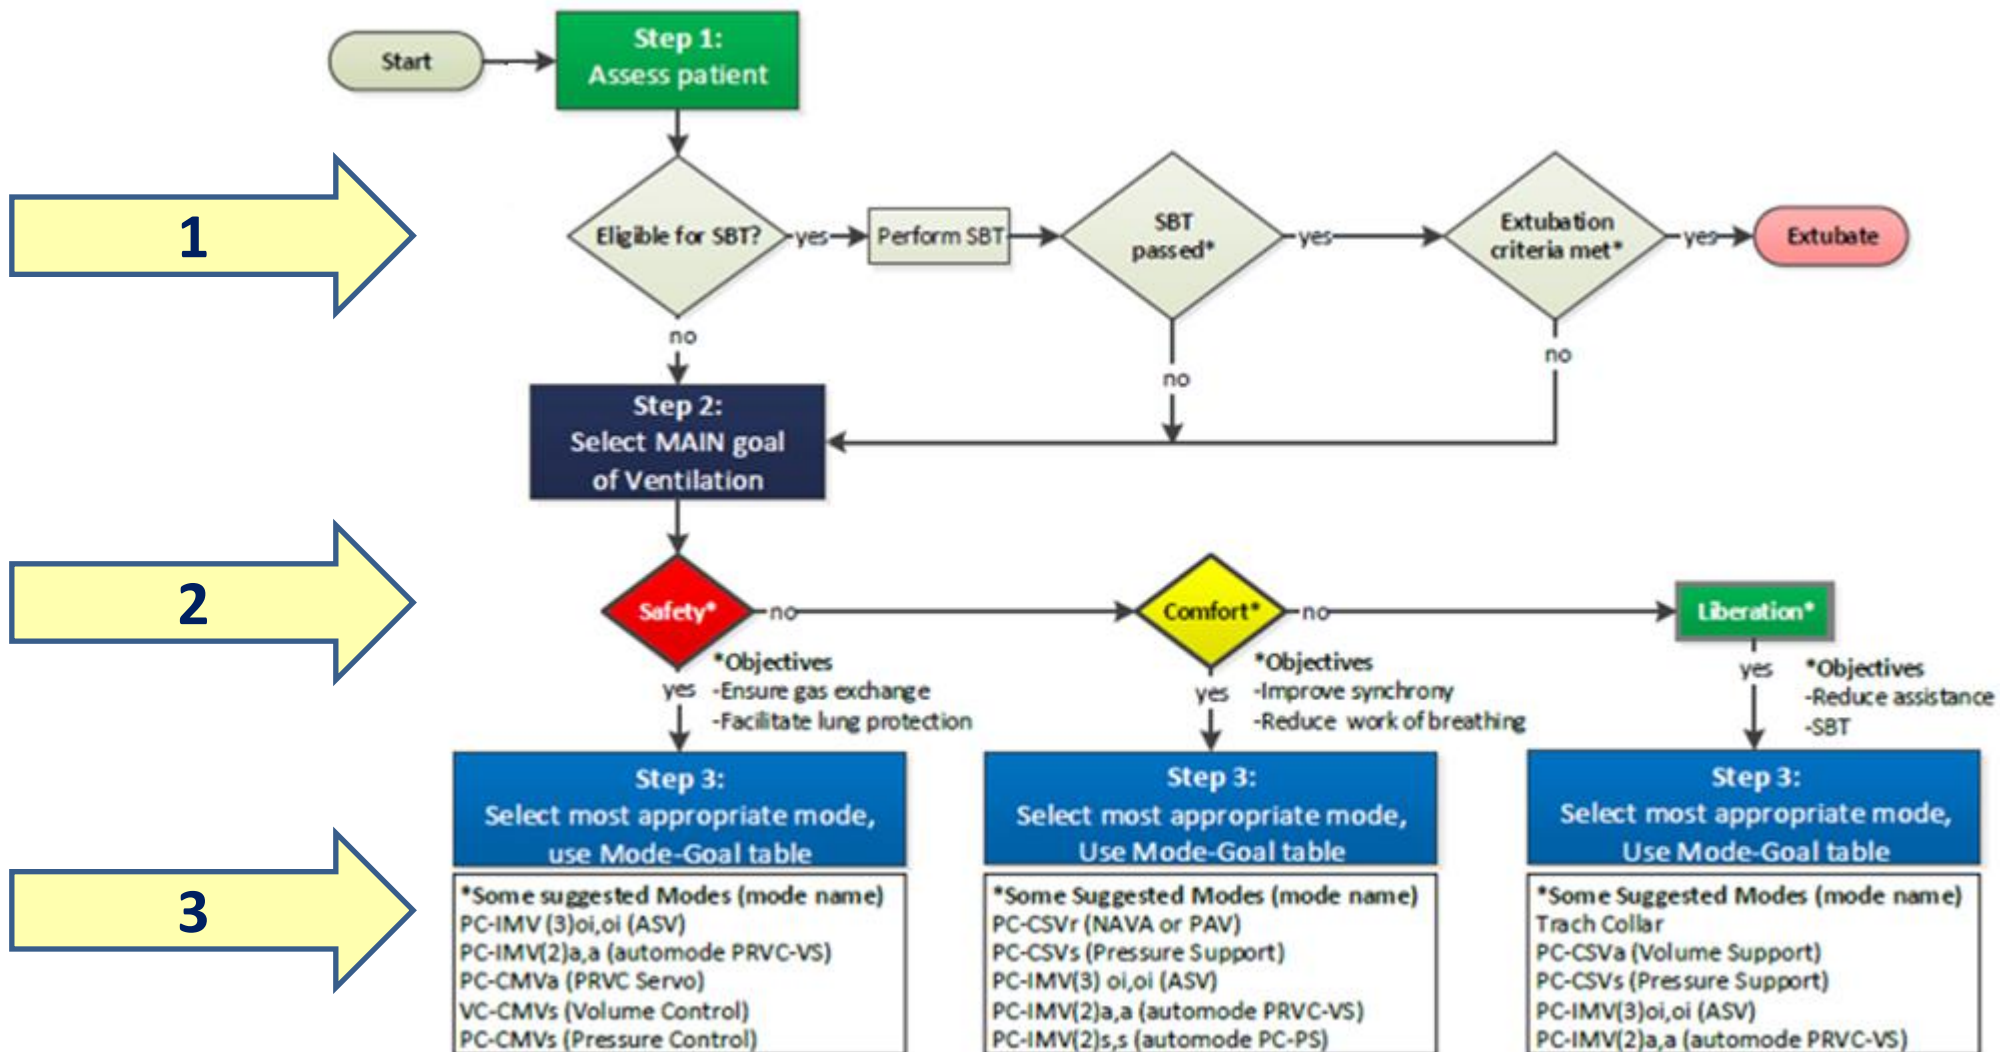 Start
Step 1:
Assess patient
1
Eligible for SBT?
yes
Perform SBT
SBT
passed*
yes
Extubation
criteria met*
yes
Extubate
no
no
no
Step 2:
Select MAIN goal
of Ventilation
2
Safety*
no
Comfort*
no
Liberation*
yes
*Objectives
-Ensure gas exchange
-Facilitate lung protection
yes
*Objectives
-Improve synchrony
-Reduce work of breathing
yes
*Objectives
-Reduce assistance
-SBT
3
Step 3:
Select most appropriate mode,
use Mode-Goal table
*Some suggested Modes (mode name)
PC-IMV (3)oi,oi (ASV)
PC-IMV(2)a,a (automode PRVC-VS)
PC-CMVa (PRVC Servo)
VC-CMVs (Volume Control)
PC-CMVs (Pressure Control)
Step 3:
Select most appropriate mode,
Use Mode-Goal table
*Some Suggested Modes (mode name)
PC-CSVr (NAVA or PAV)
PC-CSVs (Pressure Support)
PC-IMV(3) oi,oi (ASV)
PC-IMV(2)a,a (automode PRVC-VS)
PC-IMV(2)s,s (automode PC-PS)
Step 3:
Select most appropriate mode,
Use Mode-Goal table
*Some Suggested Modes (mode name)
Trach Collar
PC-CSVa (Volume Support)
PC-CSVs (Pressure Support)
PC-IMV(3)oi,oi (ASV)
PC-IMV(2)a,a (automode PRVC-VS)